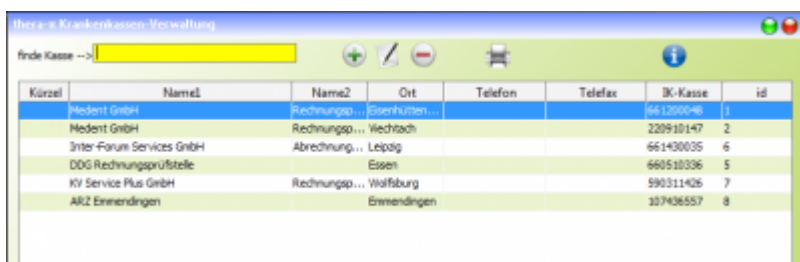 thera-π Krankenkassen-Verwaltung
finde Kasse -->
Kürzel Name1 Name2 Ort Telefon Telefax IK-Kasse id
Medent GmbH Rechnungsp... Eisenhütten... 661200048 1
Medent GmbH Rechnungsp... Viechtach 220910147 2
Inter-Forum Services GmbH Abrechnung... Leipzig 661430035 6
DDG Rechnungsprüfstelle Essen 660510336 5
KV Service Plus GmbH Rechnungsp... Wolfsburg 590311426 7
ARZ Emmendingen Emmendingen 107436557 8